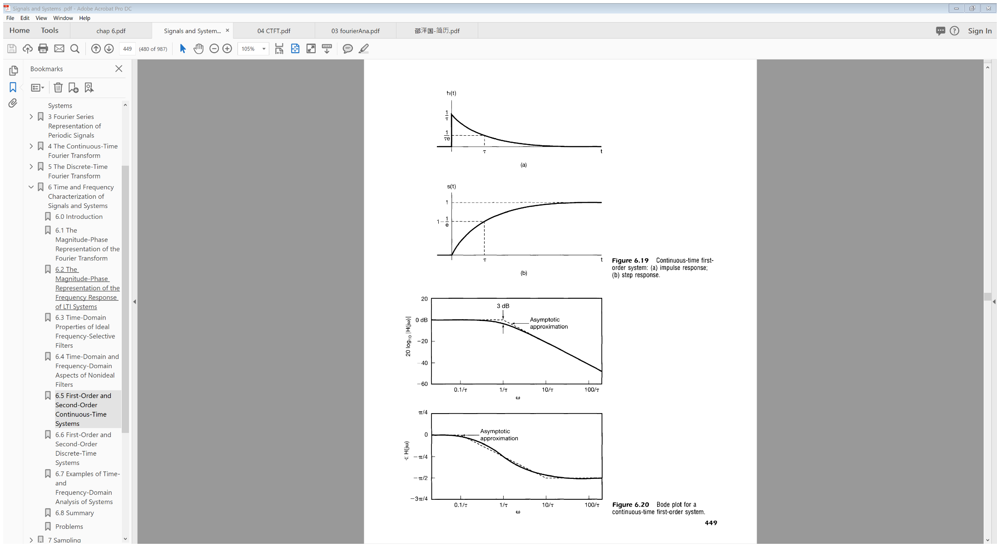 Signals and Systems .pdf - Adobe Acrobat Pro DC
File Edit View Window Help
Home Tools chap 6.pdf Signals and System... × 04 CTFT.pdf 03 fourierAna.pdf 邵泽国-简历.pdf Sign In
449 (480 of 987) 105%
Bookmarks
Systems
3 Fourier Series
Representation of
Periodic Signals
4 The Continuous-Time
Fourier Transform
5 The Discrete-Time
Fourier Transform
6 Time and Frequency
Characterization of
Signals and Systems
6.0 Introduction
6.1 The
Magnitude-Phase
Representation of the
Fourier Transform
6.2 The
Magnitude-Phase
Representation of the
Frequency Response
of LTI Systems
6.3 Time-Domain
Properties of Ideal
Frequency-Selective
Filters
6.4 Time-Domain and
Frequency-Domain
Aspects of Nonideal
Filters
6.5 First-Order and
Second-Order
Continuous-Time
Systems
6.6 First-Order and
Second-Order
Discrete-Time
Systems
6.7 Examples of Time-
and
Frequency-Domain
Analysis of Systems
6.8 Summary
Problems
7 Sampling
h(t)
1/τ
1/τe
τ t
(a)
s(t)
1
1−1/e
τ t
(b)
Figure 6.19 Continuous-time first-
order system: (a) impulse response;
(b) step response.
20 log₁₀ |H(jω)|
20
0 dB
−20
−40
−60
3 dB
Asymptotic
approximation
0.1/τ 1/τ 10/τ 100/τ
ω
∢ H(jω)
π/4
0
−π/4
−π/2
−3π/4
Asymptotic
approximation
0.1/τ 1/τ 10/τ 100/τ
ω
Figure 6.20 Bode plot for a
continuous-time first-order system.
449